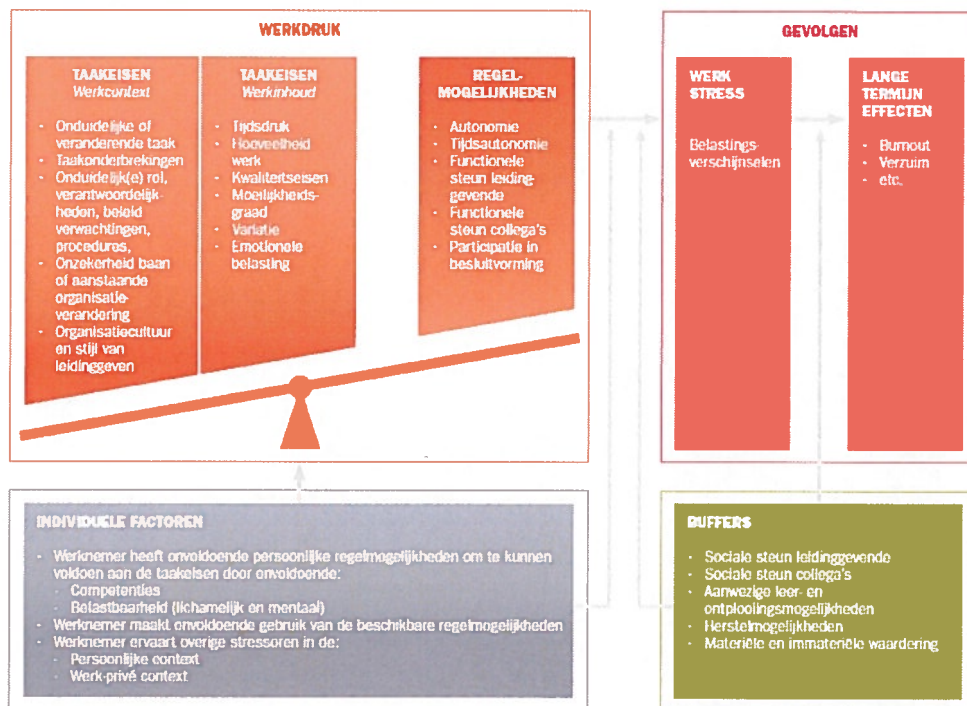 WERKDRUK
TAAKEISEN
Werkcontext
- Onduidelijke of
veranderende taak
- Taakonderbrekingen
- Onduidelijk(e) rol,
verantwoordelijk-
heden, beleid
verwachtingen,
procedures,
- Onzekerheid baan
of aanstaande
organisatie-
verandering
- Organisatiecultuur
en stijl van
leidinggeven
TAAKEISEN
Werkinhoud
- Tijdsdruk
- Hoeveelheid
werk
- Kwaliteitseisen
- Moeilijkheids-
graad
- Variatie
- Emotionele
belasting
REGEL-
MOGELIJKHEDEN
- Autonomie
- Tijdsautonomie
- Functionele
steun leiding-
gevende
- Functionele
steun collega's
- Participatie in
besluitvorming
GEVOLGEN
WERK
STRESS
Belastings-
verschijnselen
LANGE
TERMIJN
EFFECTEN
- Burnout
- Verzuim
- etc.
INDIVIDUELE FACTOREN
- Werknemer heeft onvoldoende persoonlijke regelmogelijkheden om te kunnen
voldoen aan de taakeisen door onvoldoende:
- Competenties
- Belastbaarheid (lichamelijk en mentaal)
- Werknemer maakt onvoldoende gebruik van de beschikbare regelmogelijkheden
- Werknemer ervaart overige stressoren in de:
- Persoonlijke context
- Werk-privé context
BUFFERS
- Sociale steun leidinggevende
- Sociale steun collega's
- Aanwezige leer- en
ontplooiingsmogelijkheden
- Herstelmogelijkheden
- Materiële en immateriële waardering